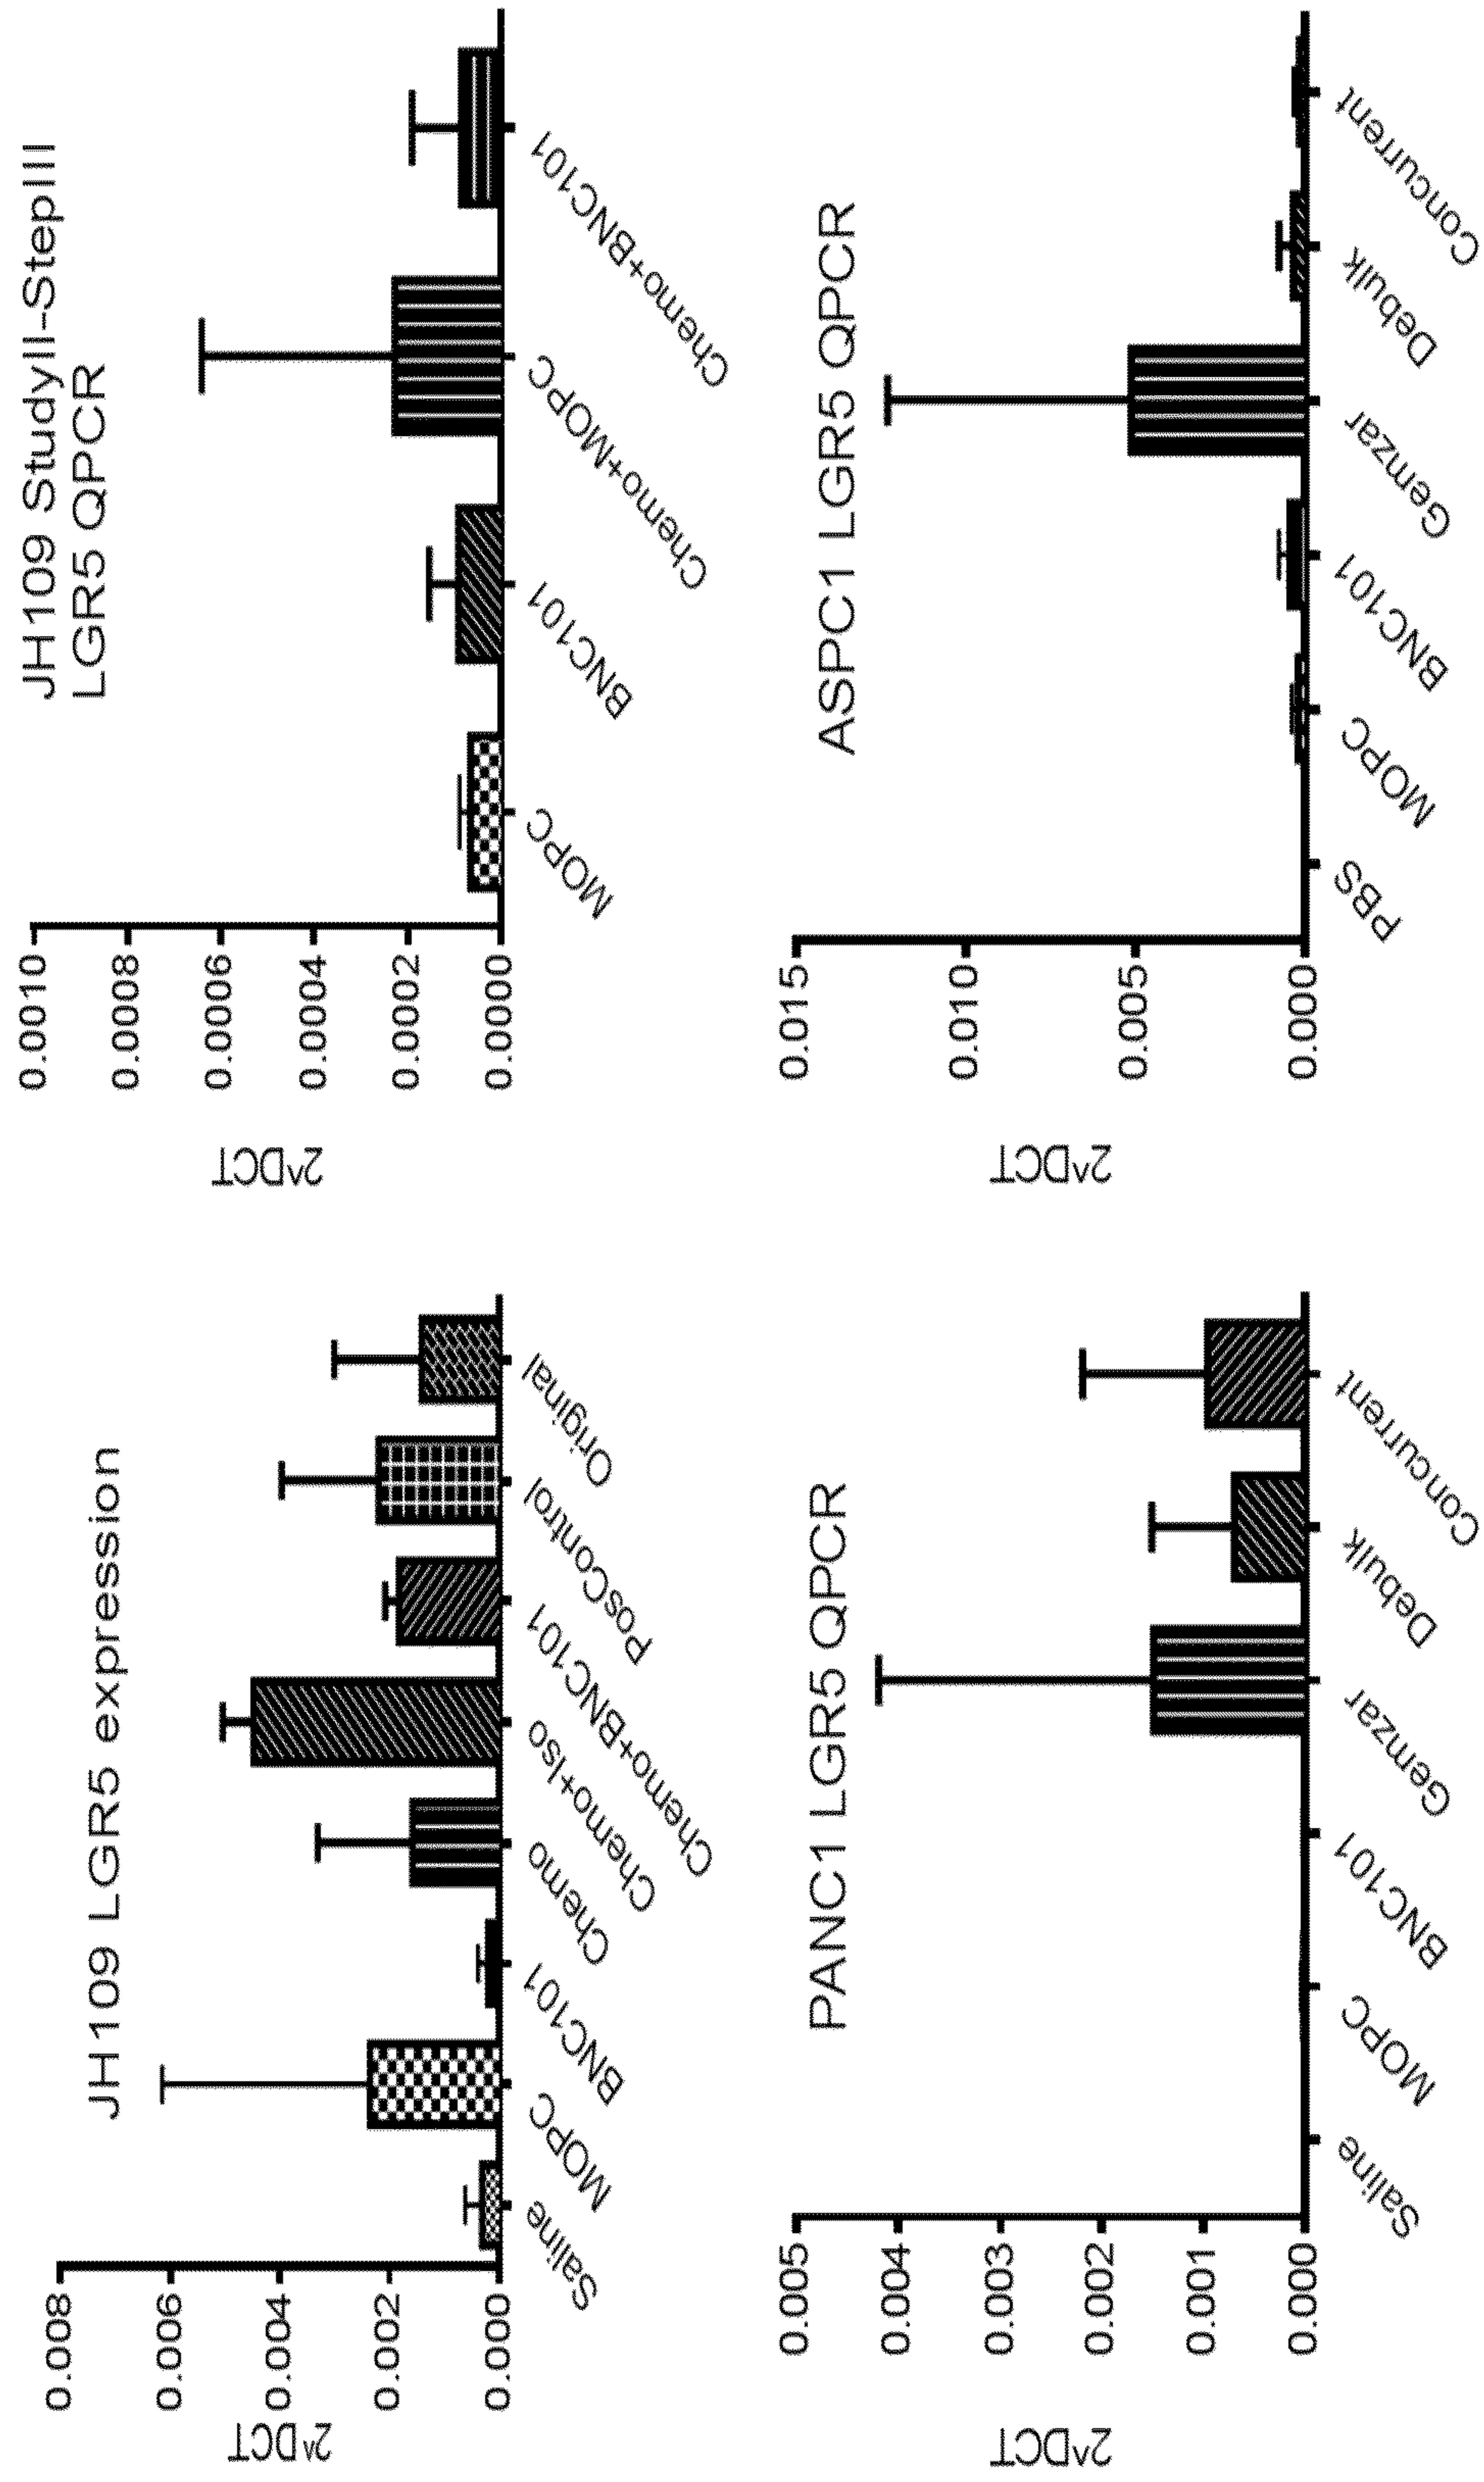 JH109 LGR5 expression
2^DCT
0.008
0.006
0.004
0.002
0.000
Saline
MOPC
BNC101
Chemo
Chemo+Iso
Chemo+BNC101
PosControl
Original
JH109 StudyII-StepIII
LGR5 QPCR
2^DCT
0.0010
0.0008
0.0006
0.0004
0.0002
0.0000
MOPC
BNC101
Chemo+MOPC
Chemo+BNC101
PANC1 LGR5 QPCR
2^DCT
0.005
0.004
0.003
0.002
0.001
0.000
Saline
MOPC
BNC101
Gemzar
Debulk
Concurrent
ASPC1 LGR5 QPCR
2^DCT
0.015
0.010
0.005
0.000
PBS
MOPC
BNC101
Gemzar
Debulk
Concurrent